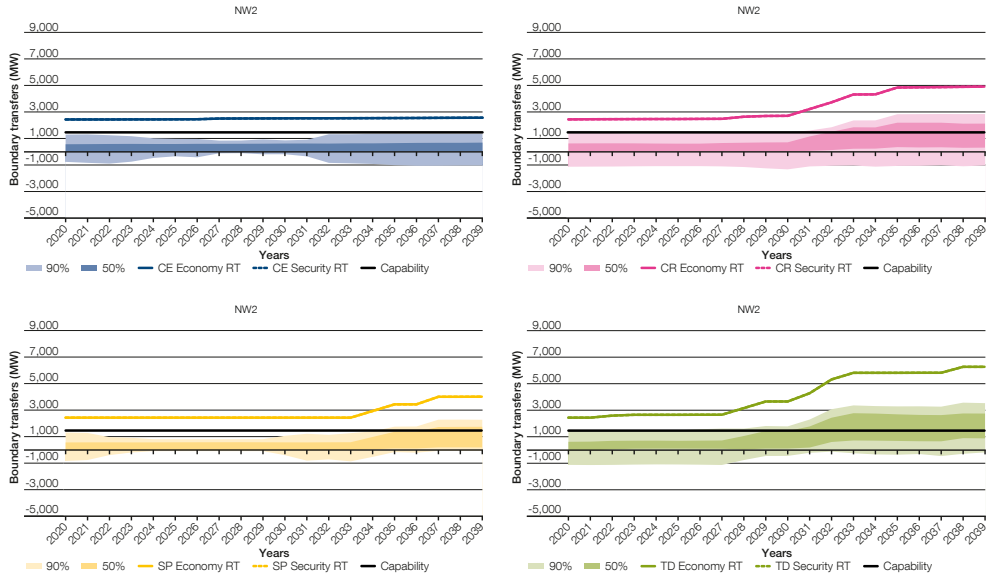 NW2
Boundary transfers (MW)
9,000
7,000
5,000
3,000
1,000
-1,000
-3,000
-5,000
2020 2021 2022 2023 2024 2025 2026 2027 2028 2029 2030 2031 2032 2033 2034 2035 2036 2037 2038 2039
Years
90% 50% CE Economy RT CE Security RT Capability
NW2
Boundary transfers (MW)
9,000
7,000
5,000
3,000
1,000
-1,000
-3,000
-5,000
2020 2021 2022 2023 2024 2025 2026 2027 2028 2029 2030 2031 2032 2033 2034 2035 2036 2037 2038 2039
Years
90% 50% CR Economy RT CR Security RT Capability
NW2
Boundary transfers (MW)
9,000
7,000
5,000
3,000
1,000
-1,000
-3,000
-5,000
2020 2021 2022 2023 2024 2025 2026 2027 2028 2029 2030 2031 2032 2033 2034 2035 2036 2037 2038 2039
Years
90% 50% SP Economy RT SP Security RT Capability
NW2
Boundary transfers (MW)
9,000
7,000
5,000
3,000
1,000
-1,000
-3,000
-5,000
2020 2021 2022 2023 2024 2025 2026 2027 2028 2029 2030 2031 2032 2033 2034 2035 2036 2037 2038 2039
Years
90% 50% TD Economy RT TD Security RT Capability